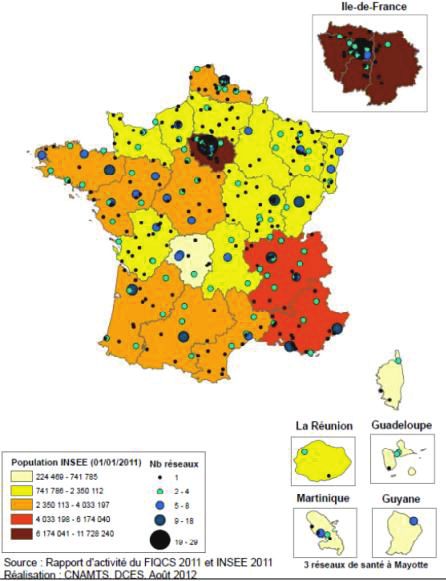 Ile-de-France
La Réunion
Guadeloupe
Martinique
Guyane
3 réseaux de santé à Mayotte
Population INSEE (01/01/2011)
224 469 - 741 785
741 786 - 2 350 112
2 350 113 - 4 033 197
4 033 198 - 6 174 040
6 174 041 - 11 728 240
Nb réseaux
1
2 - 4
5 - 8
9 - 18
19 - 29
Source : Rapport d'activité du FIQCS 2011 et INSEE 2011
Réalisation : CNAMTS, DCES, Août 2012